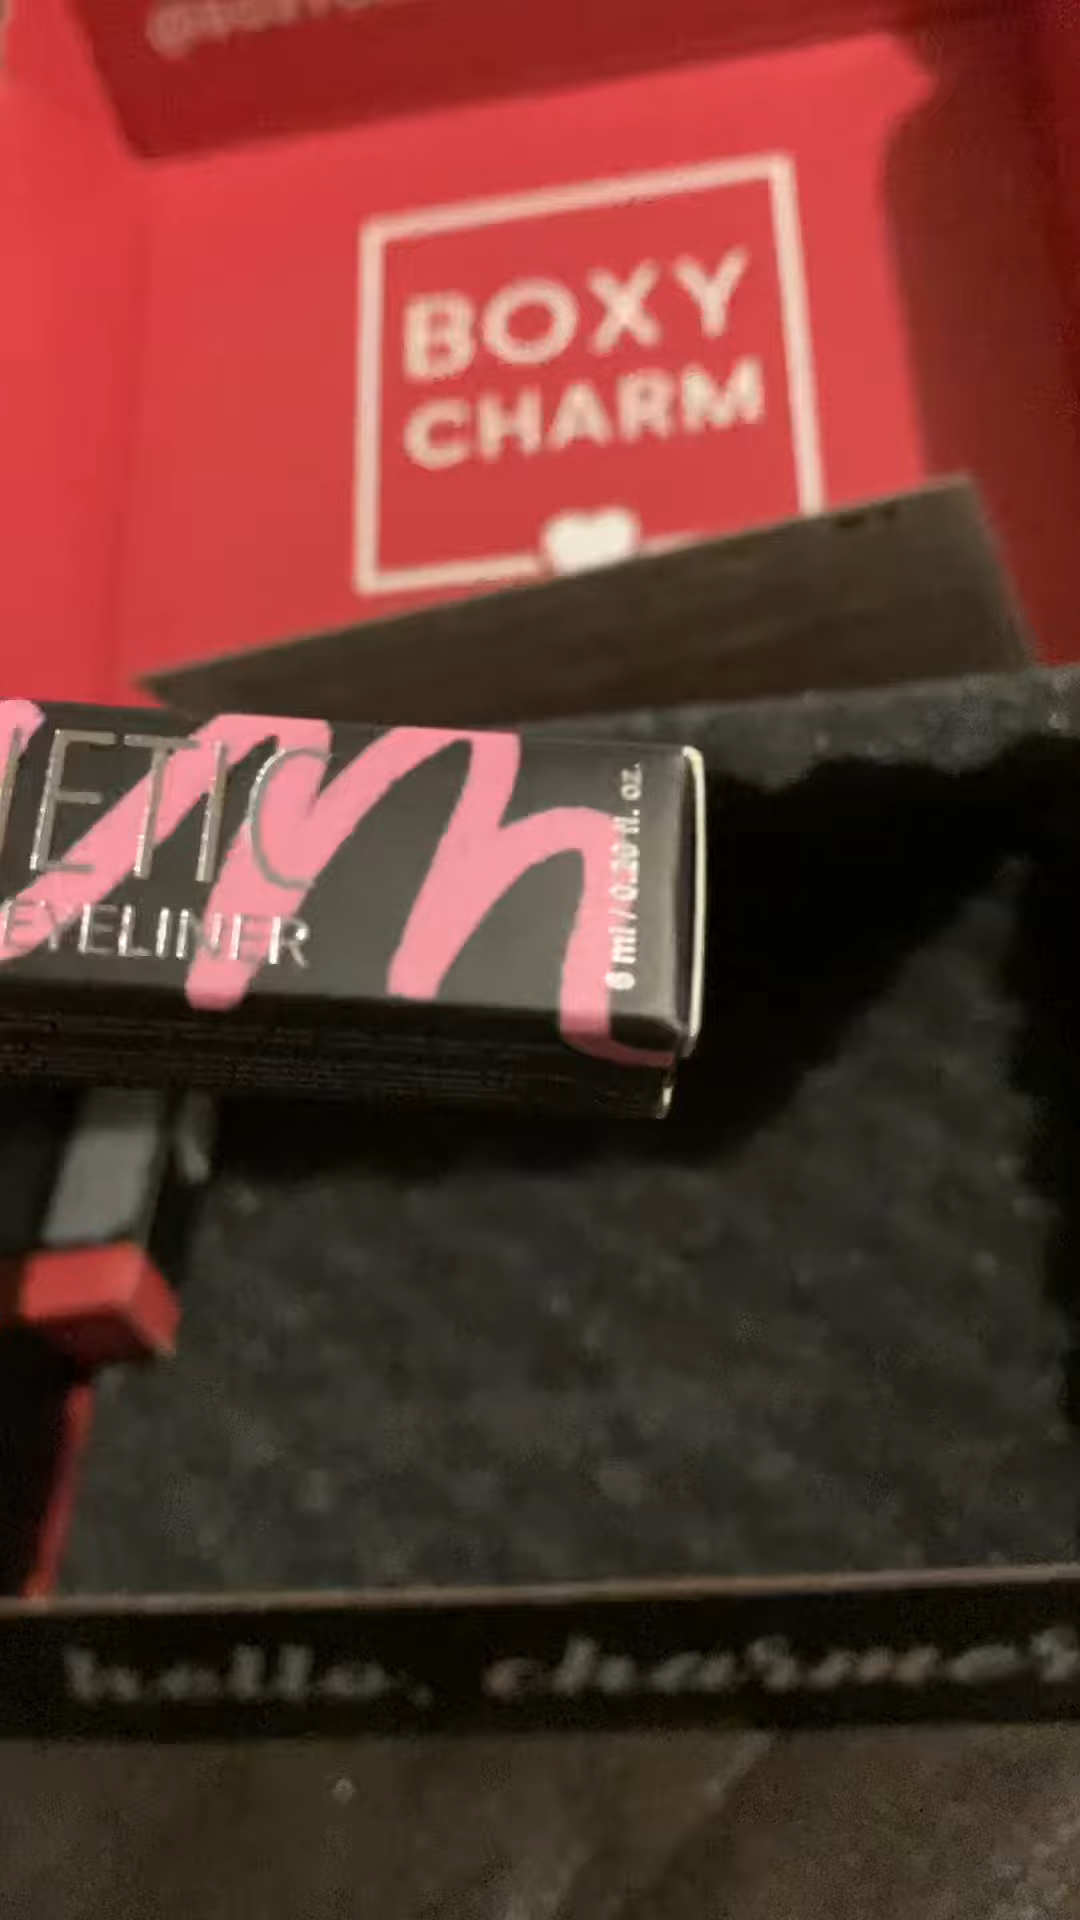 BOXY
CHARM
ETIC
EYELINER
6 ml / 0.20 fl. oz.
hello, charmer